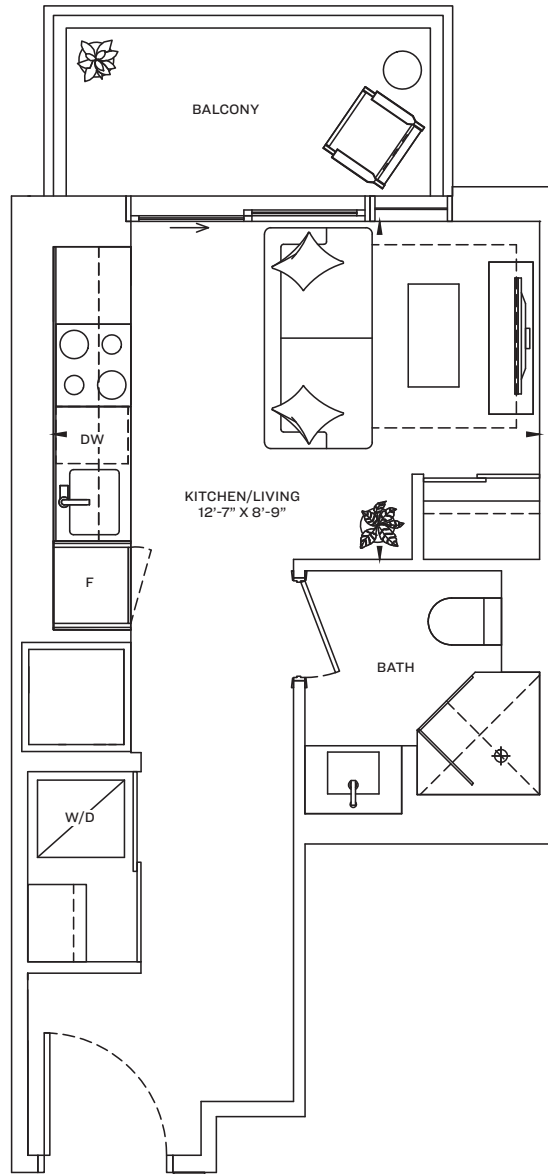 BALCONY
DW
KITCHEN/LIVING
12'-7” X 8'-9”
F
BATH
W/D